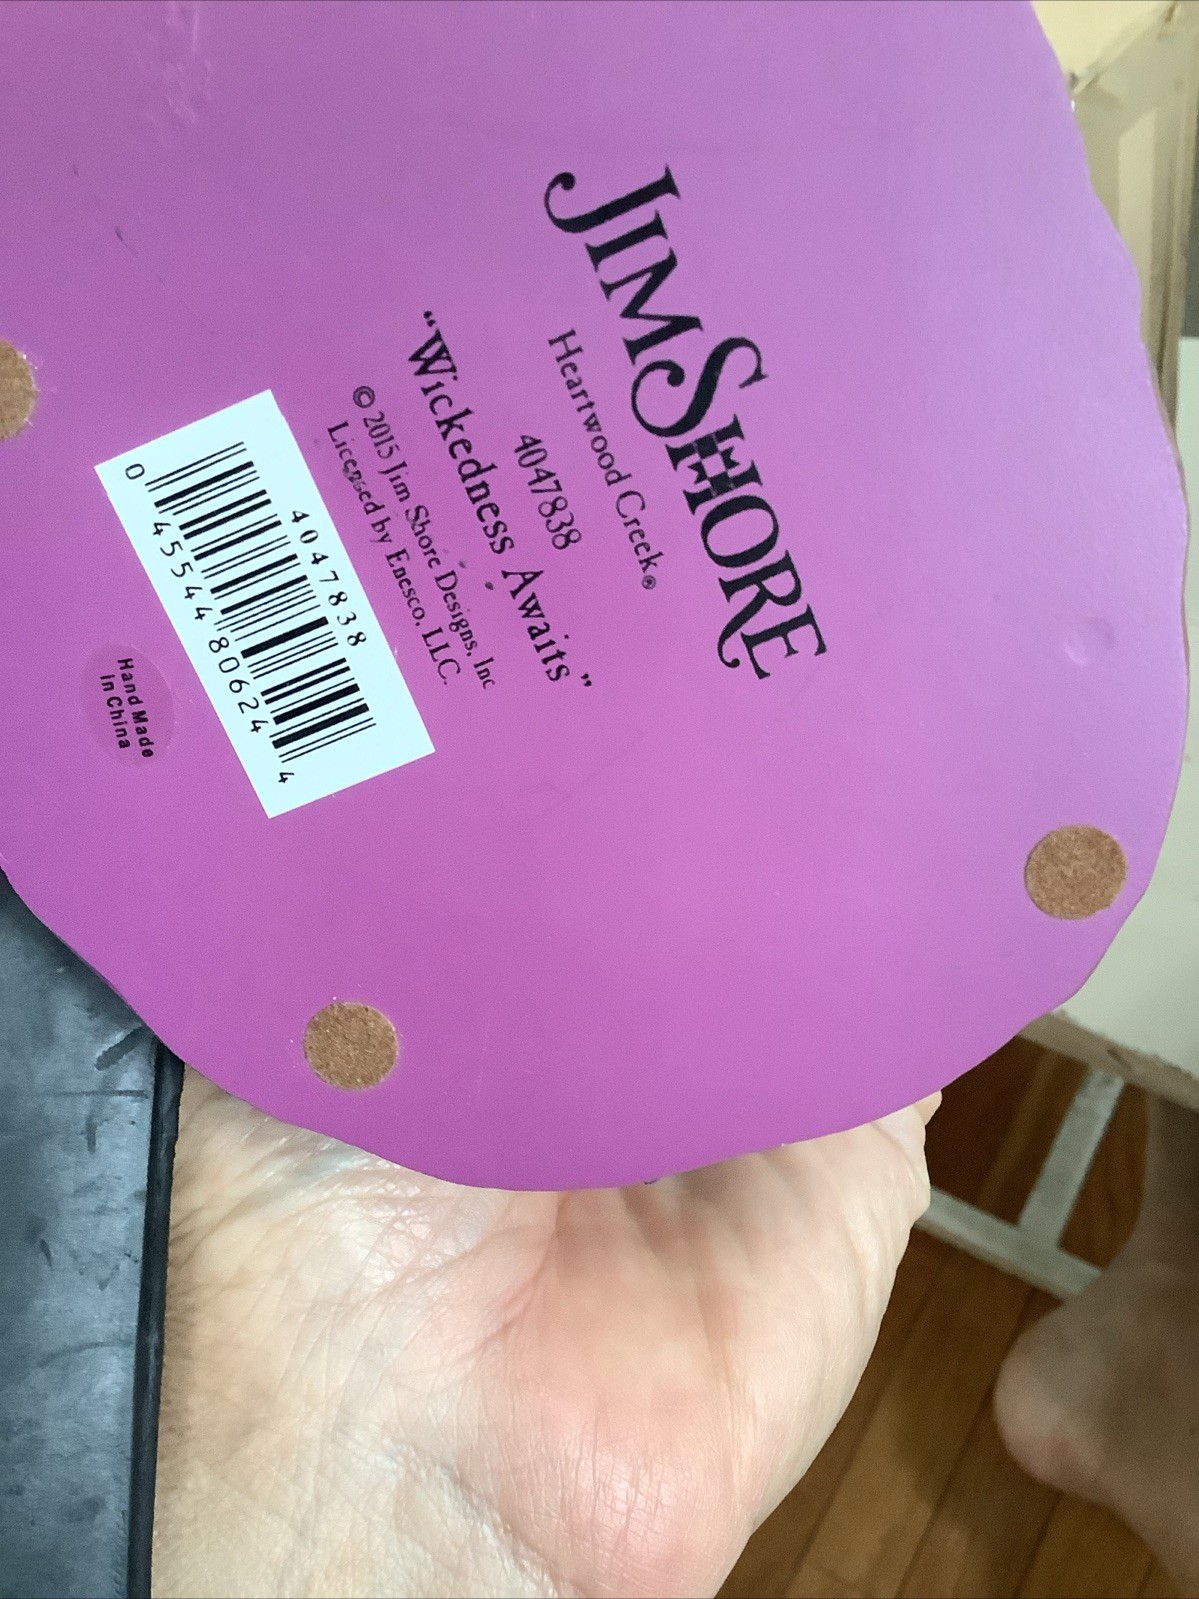 JIM SHORE
Heartwood Creek®
4047838
“Wickedness Awaits”
© 2015 Jim Shore Designs, Inc
Licensed by Enesco, LLC.
4047838
0 45544 80624 4
Hand Made
In China